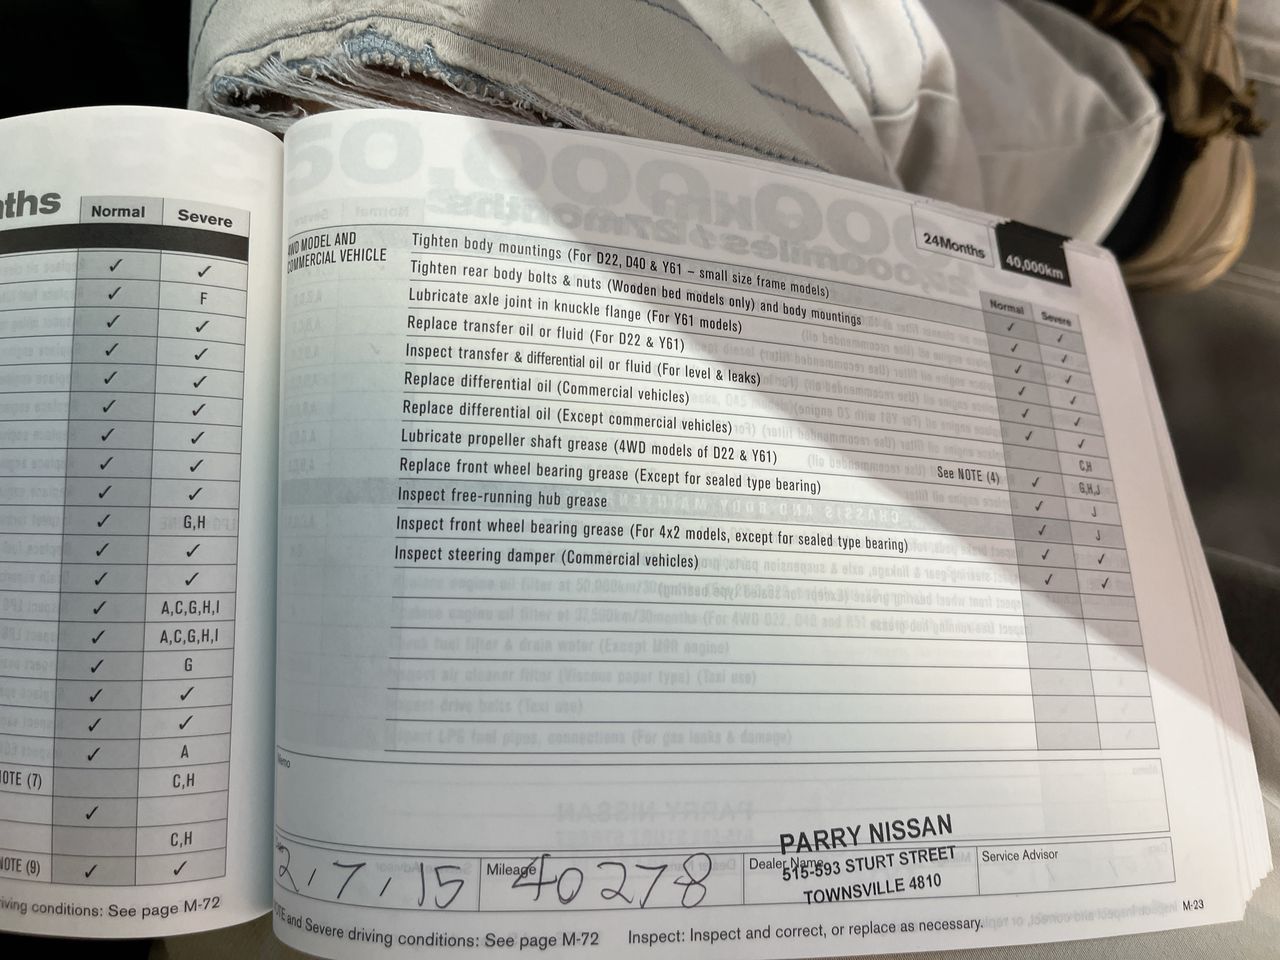 ths
Normal Severe
✓ ✓
✓ F
✓ ✓
✓ ✓
✓ ✓
✓ ✓
✓ ✓
✓ ✓
✓ ✓
✓ G,H
✓ ✓
✓ ✓
✓ A,C,G,H,I
✓ A,C,G,H,I
✓ G
✓ ✓
✓ ✓
✓ A
OTE (7) C,H
✓
C,H
OTE (9) ✓ ✓
iving conditions: See page M-72
24Months 40,000km
Normal Severe
WD MODEL AND
COMMERCIAL VEHICLE
Tighten body mountings (For D22, D40 & Y61 – small size frame models)
Tighten rear body bolts & nuts (Wooden bed models only) and body mountings
Lubricate axle joint in knuckle flange (For Y61 models)
Replace transfer oil or fluid (For D22 & Y61)
Inspect transfer & differential oil or fluid (For level & leaks)
Replace differential oil (Commercial vehicles)
Replace differential oil (Except commercial vehicles)
Lubricate propeller shaft grease (4WD models of D22 & Y61)
Replace front wheel bearing grease (Except for sealed type bearing) See NOTE (4)
Inspect free-running hub grease
Inspect front wheel bearing grease (For 4x2 models, except for sealed type bearing)
Inspect steering damper (Commercial vehicles)
✓ ✓
✓ ✓
✓ ✓
✓ ✓
✓ ✓
✓ ✓
C,H
✓ G,H,J
✓ J
✓ J
✓ ✓
✓ ✓
Memo
2/7/15
Mileage 40278
Dealer Name
PARRY NISSAN
515-593 STURT STREET
TOWNSVILLE 4810
Service Advisor
OTE and Severe driving conditions: See page M-72 Inspect: Inspect and correct, or replace as necessary.
M-23